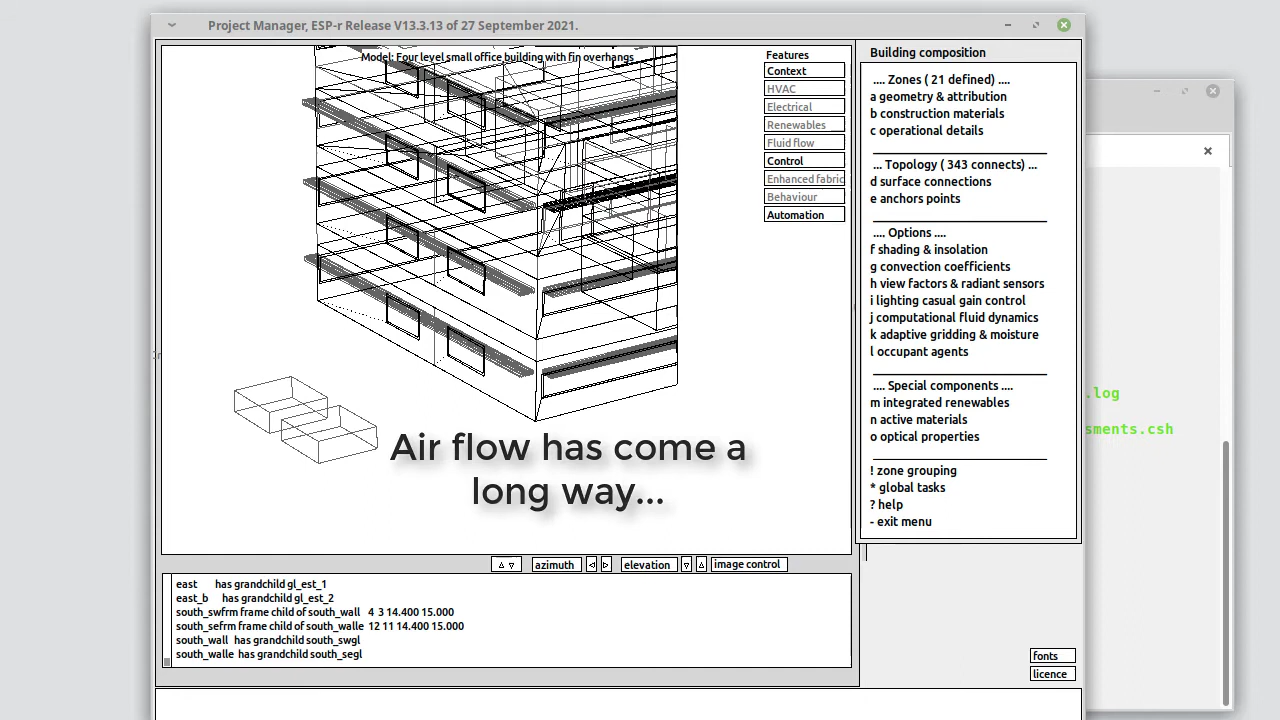 Project Manager, ESP-r Release V13.3.13 of 27 September 2021.
Model: Four level small office building with fin overhangs
Features
Context
HVAC
Electrical
Renewables
Fluid flow
Control
Enhanced fabric
Behaviour
Automation
Building composition
.... Zones ( 21 defined) ....
a geometry & attribution
b construction materials
c operational details
... Topology ( 343 connects) ...
d surface connections
e anchors points
.... Options ....
f shading & insolation
g convection coefficients
h view factors & radiant sensors
i lighting casual gain control
j computational fluid dynamics
k adaptive gridding & moisture
l occupant agents
.... Special components ....
m integrated renewables
n active materials
o optical properties
! zone grouping
* global tasks
? help
- exit menu
Air flow has come a
long way...
azimuth
elevation
image control
east has grandchild gl_est_1
east_b has grandchild gl_est_2
south_swfrm frame child of south_wall 4 3 14.400 15.000
south_sefrm frame child of south_walle 12 11 14.400 15.000
south_wall has grandchild south_swgl
south_walle has grandchild south_segl
fonts
licence
.log
sments.csh